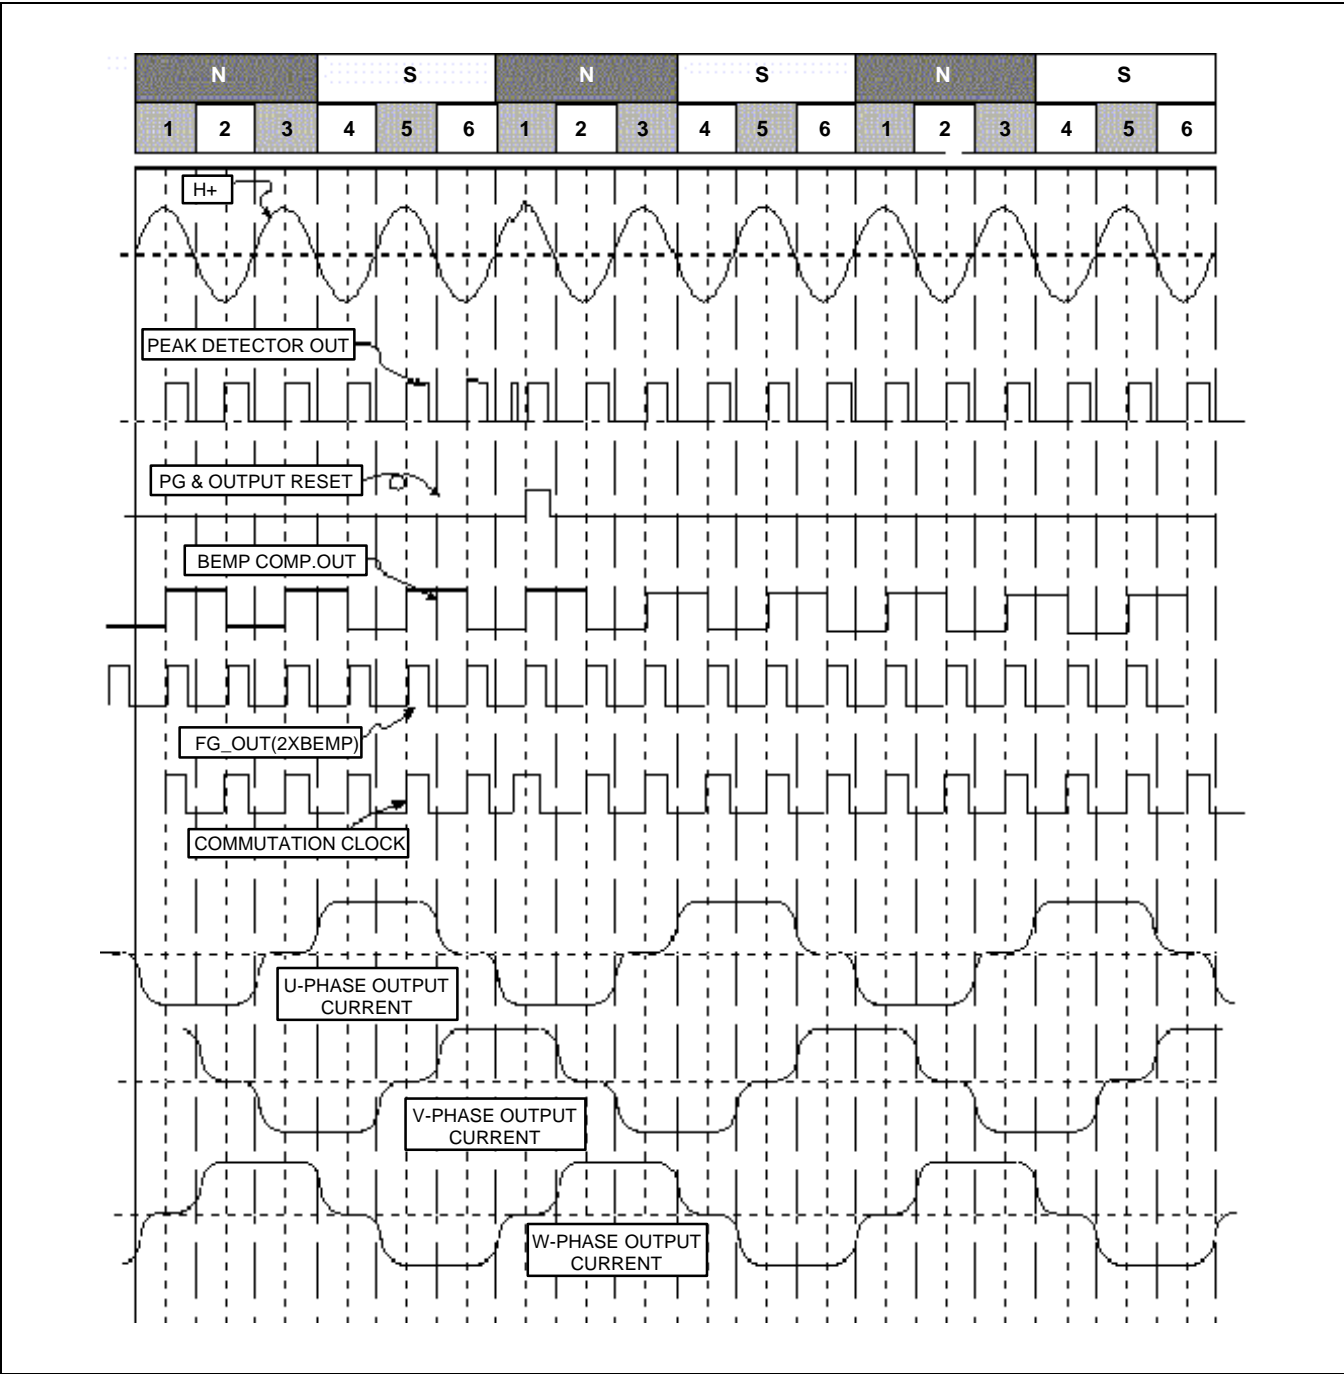 N S N S N S
1 2 3 4 5 6 1 2 3 4 5 6 1 2 3 4 5 6
H+
PEAK DETECTOR OUT
PG & OUTPUT RESET
BEMP COMP.OUT
FG_OUT(2XBEMP)
COMMUTATION CLOCK
U-PHASE OUTPUT
CURRENT
V-PHASE OUTPUT
CURRENT
W-PHASE OUTPUT
CURRENT